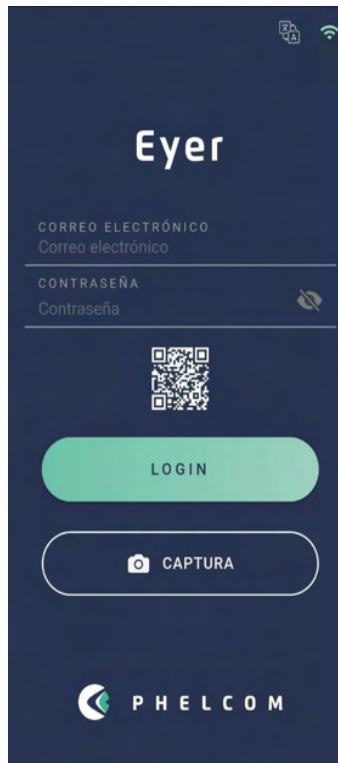 Eyer
CORREO ELECTRÓNICO
Correo electrónico
CONTRASEÑA
Contraseña
LOGIN
CAPTURA
PHELCOM